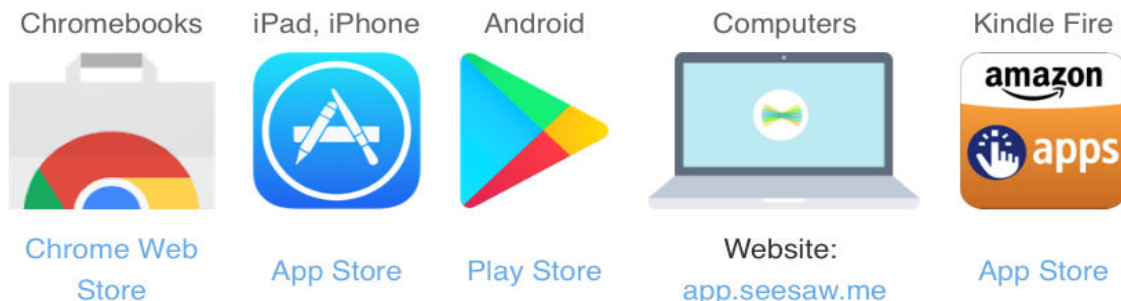 Chromebooks
iPad, iPhone
Android
Computers
Kindle Fire
amazon
apps
Chrome Web
Store
App Store
Play Store
Website:
app.seesaw.me
App Store